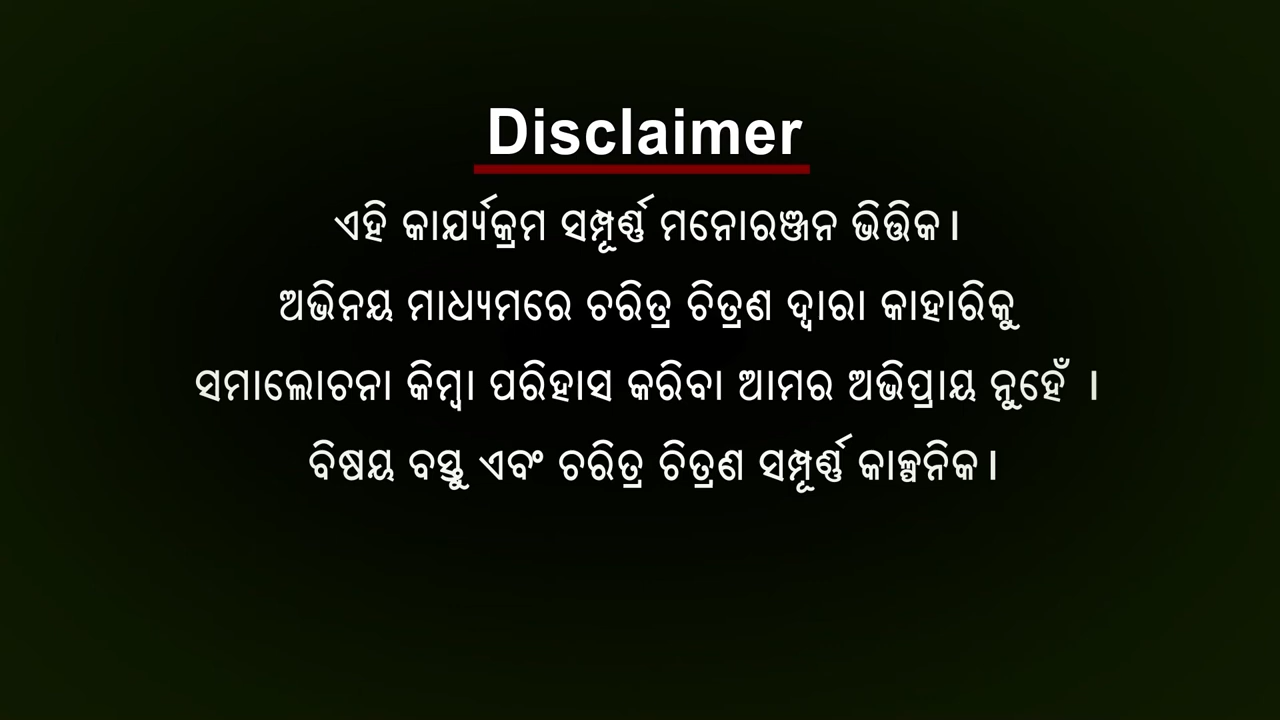 Disclaimer
ଏହି କାର୍ଯ୍ୟକ୍ରମ ସମ୍ପୂର୍ଣ୍ଣ ମନୋରଞ୍ଜନ ଭିତ୍ତିକ।
ଅଭିନୟ ମାଧ୍ୟମରେ ଚରିତ୍ର ଚିତ୍ରଣ ଦ୍ୱାରା କାହାରିକୁ
ସମାଲୋଚନା କିମ୍ବା ପରିହାସ କରିବା ଆମର ଅଭିପ୍ରାୟ ନୁହେଁ ।
ବିଷୟ ବସ୍ତୁ ଏବଂ ଚରିତ୍ର ଚିତ୍ରଣ ସମ୍ପୂର୍ଣ୍ଣ କାଳ୍ପନିକ।